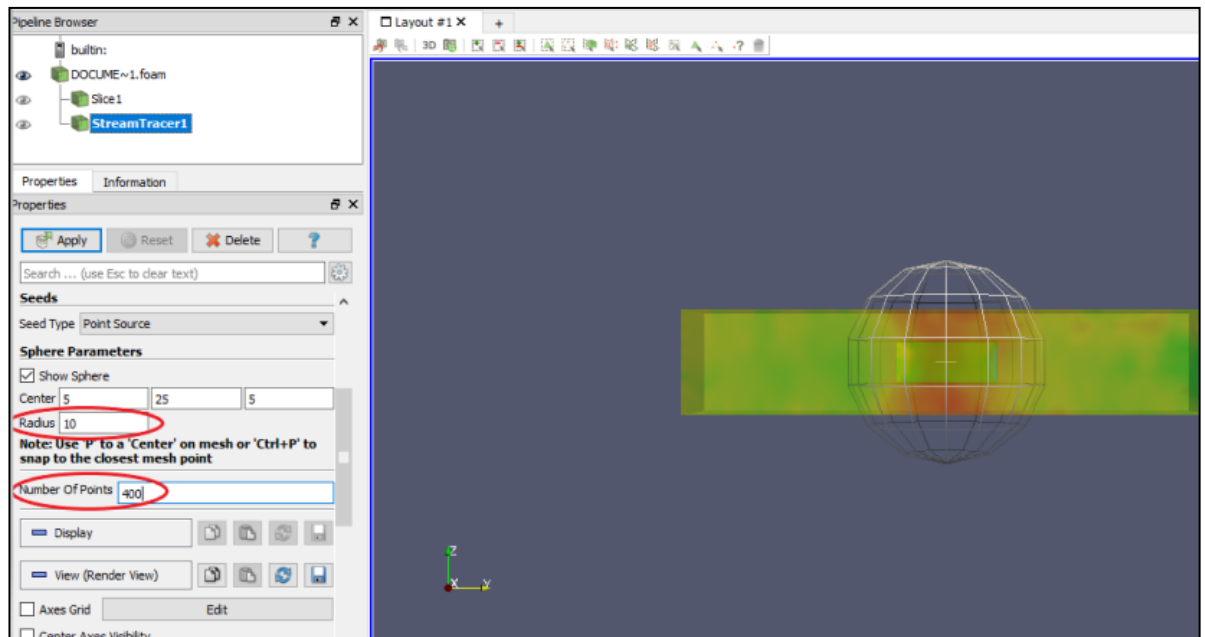 Pipeline Browser
Layout #1
+
builtin:
3D
-?
DOCUME~1.foam
Slice1
StreamTracer1
Properties
Information
Properties
Apply
Reset
Delete
?
Search ... (use Esc to clear text)
Seeds
Seed Type
Point Source
Sphere Parameters
Show Sphere
Center
5
25
5
Radius
10
Note: Use 'P' to a 'Center' on mesh or 'Ctrl+P' to
snap to the closest mesh point
Number Of Points
400
Display
View (Render View)
Axes Grid
Edit
Center Axes Visibility
Z
X
Y